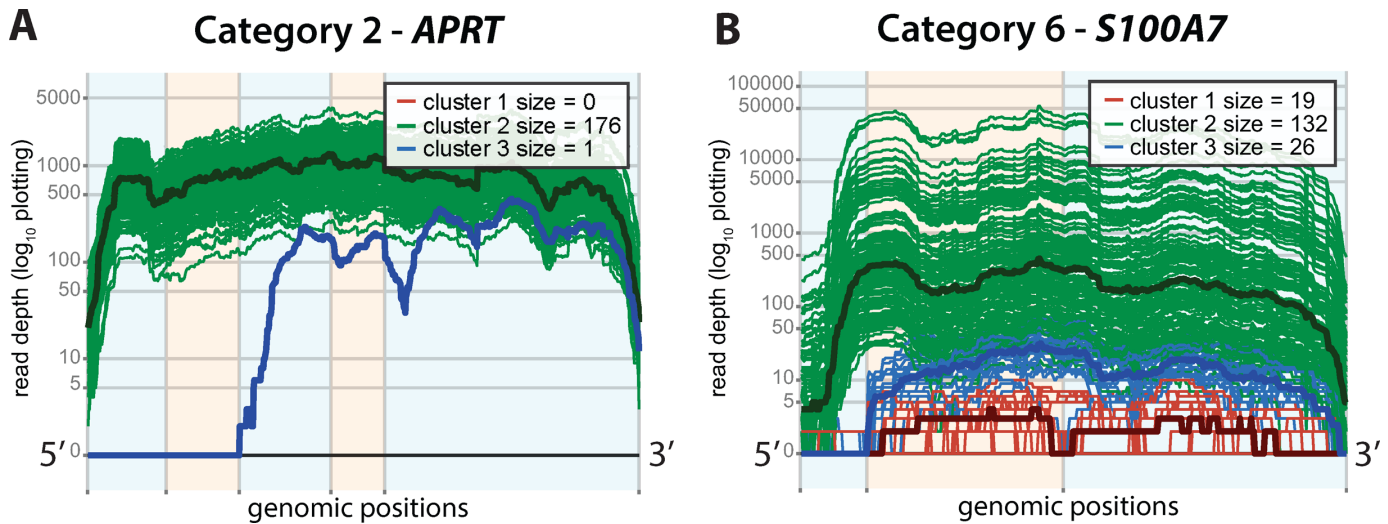 A
Category 2 - APRT
read depth (log10 plotting)
5000
1000
500
100
50
10
5
0
cluster 1 size = 0
cluster 2 size = 176
cluster 3 size = 1
5′
3′
genomic positions
B
Category 6 - S100A7
read depth (log10 plotting)
100000
50000
10000
5000
1000
500
100
50
10
5
0
cluster 1 size = 19
cluster 2 size = 132
cluster 3 size = 26
5′
3′
genomic positions